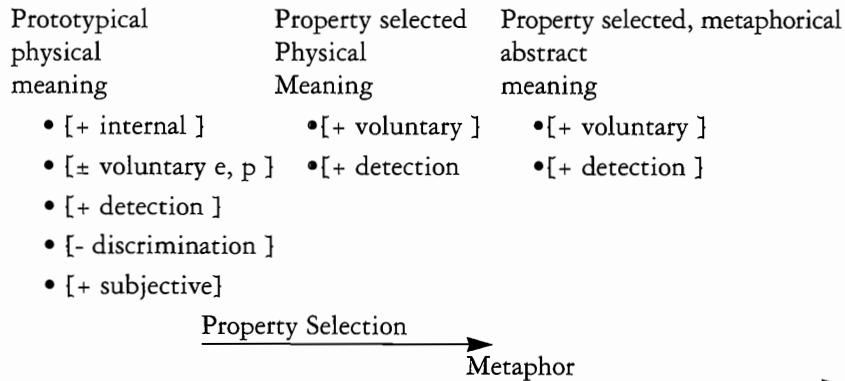 Prototypical Property selected Property selected, metaphorical
physical Physical abstract
meaning Meaning meaning
• [+ internal ] •[+ voluntary ] •[+ voluntary ]
• [± voluntary e, p ] •[+ detection •[+ detection ]
• [+ detection ]
• [- discrimination ]
• [+ subjective]
Property Selection
Metaphor